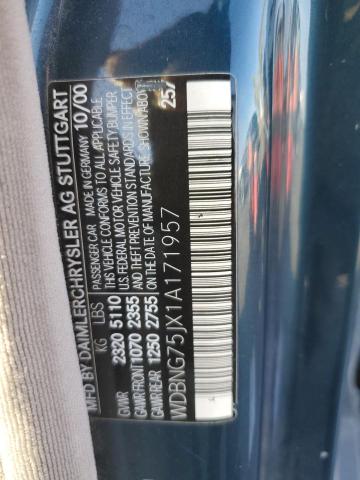 MFD BY DAIMLERCHRYSLER AG STUTTGART
PASSENGER CAR MADE IN GERMANY 10/00
THIS VEHICLE CONFORMS TO ALL APPLICABLE
U.S. FEDERAL MOTOR VEHICLE SAFETY BUMPER
AND THEFT PREVENTION STANDARDS IN EFFECT
ON THE DATE OF MANUFACTURE SHOWN ABOVE
KG LBS
GVWR 2320 5110
GAWR FRONT 1070 2355
GAWR REAR 1250 2755
257
WDBNG75JX1A171957